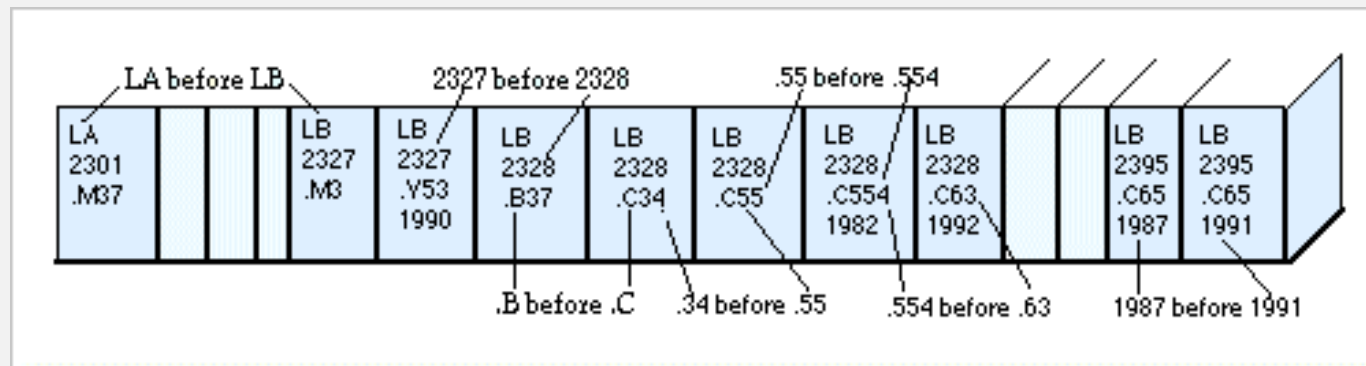 LA before LB
2327 before 2328
.55 before .554
LA
2301
.M37
LB
2327
.M3
LB
2327
.Y53
1990
LB
2328
.B37
LB
2328
.C34
LB
2328
.C55
LB
2328
.C554
1982
LB
2328
.C63
1992
LB
2395
.C65
1987
LB
2395
.C65
1991
.B before .C
.34 before .55
.554 before .63
1987 before 1991